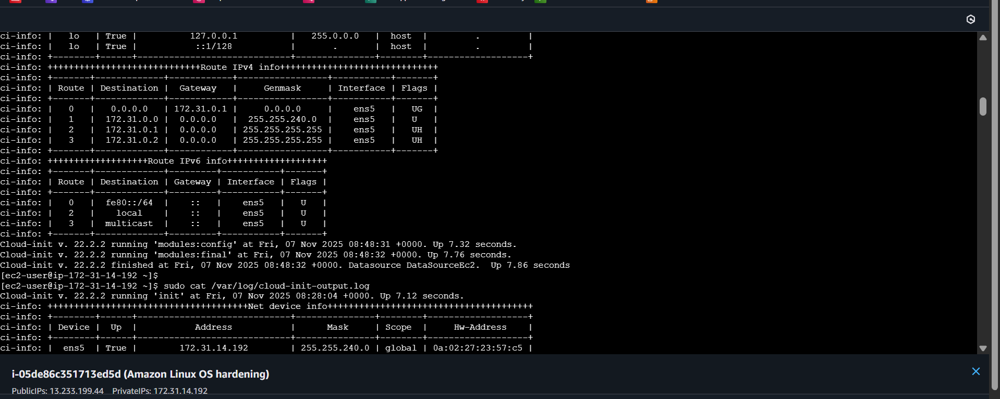 ci-info: |   lo   | True |          127.0.0.1          |   255.0.0.0   |  host  |         .         |
ci-info: |   lo   | True |           ::1/128           |       .       |  host  |         .         |
ci-info: +--------+------+-----------------------------+---------------+--------+-------------------+
ci-info: +++++++++++++++++++++++++++++Route IPv4 info++++++++++++++++++++++++++++++
ci-info: +-------+-------------+------------+-----------------+-----------+-------+
ci-info: | Route | Destination |  Gateway   |     Genmask     | Interface | Flags |
ci-info: +-------+-------------+------------+-----------------+-----------+-------+
ci-info: |   0   |   0.0.0.0   | 172.31.0.1 |     0.0.0.0     |    ens5   |   UG  |
ci-info: |   1   |  172.31.0.0 | 0.0.0.0    |  255.255.240.0  |    ens5   |   U   |
ci-info: |   2   |  172.31.0.1 | 0.0.0.0    | 255.255.255.255 |    ens5   |   UH  |
ci-info: |   3   |  172.31.0.2 | 0.0.0.0    | 255.255.255.255 |    ens5   |   UH  |
ci-info: +-------+-------------+------------+-----------------+-----------+-------+
ci-info: +++++++++++++++++++Route IPv6 info+++++++++++++++++++
ci-info: +-------+-------------+---------+-----------+-------+
ci-info: | Route | Destination | Gateway | Interface | Flags |
ci-info: +-------+-------------+---------+-----------+-------+
ci-info: |   0   |  fe80::/64  |    ::   |    ens5   |   U   |
ci-info: |   2   |    local    |    ::   |    ens5   |   U   |
ci-info: |   3   |  multicast  |    ::   |    ens5   |   U   |
ci-info: +-------+-------------+---------+-----------+-------+
Cloud-init v. 22.2.2 running 'modules:config' at Fri, 07 Nov 2025 08:48:31 +0000. Up 7.32 seconds.
Cloud-init v. 22.2.2 running 'modules:final' at Fri, 07 Nov 2025 08:48:32 +0000. Up 7.76 seconds.
Cloud-init v. 22.2.2 finished at Fri, 07 Nov 2025 08:48:32 +0000. Datasource DataSourceEc2.  Up 7.86 seconds
[ec2-user@ip-172-31-14-192 ~]$
[ec2-user@ip-172-31-14-192 ~]$ sudo cat /var/log/cloud-init-output.log
Cloud-init v. 22.2.2 running 'init' at Fri, 07 Nov 2025 08:28:04 +0000. Up 7.12 seconds.
ci-info: ++++++++++++++++++++++++++++++++++++++Net device info+++++++++++++++++++++++++++++++++++++++
ci-info: +--------+------+-----------------------------+---------------+--------+-------------------+
ci-info: | Device |  Up  |           Address           |      Mask     | Scope  |     Hw-Address    |
ci-info: +--------+------+-----------------------------+---------------+--------+-------------------+
ci-info: |  ens5  | True |        172.31.14.192        | 255.255.240.0 | global | 0a:02:27:23:57:c5 |
i-05de86c351713ed5d (Amazon Linux OS hardening)
PublicIPs: 13.233.199.44   PrivateIPs: 172.31.14.192